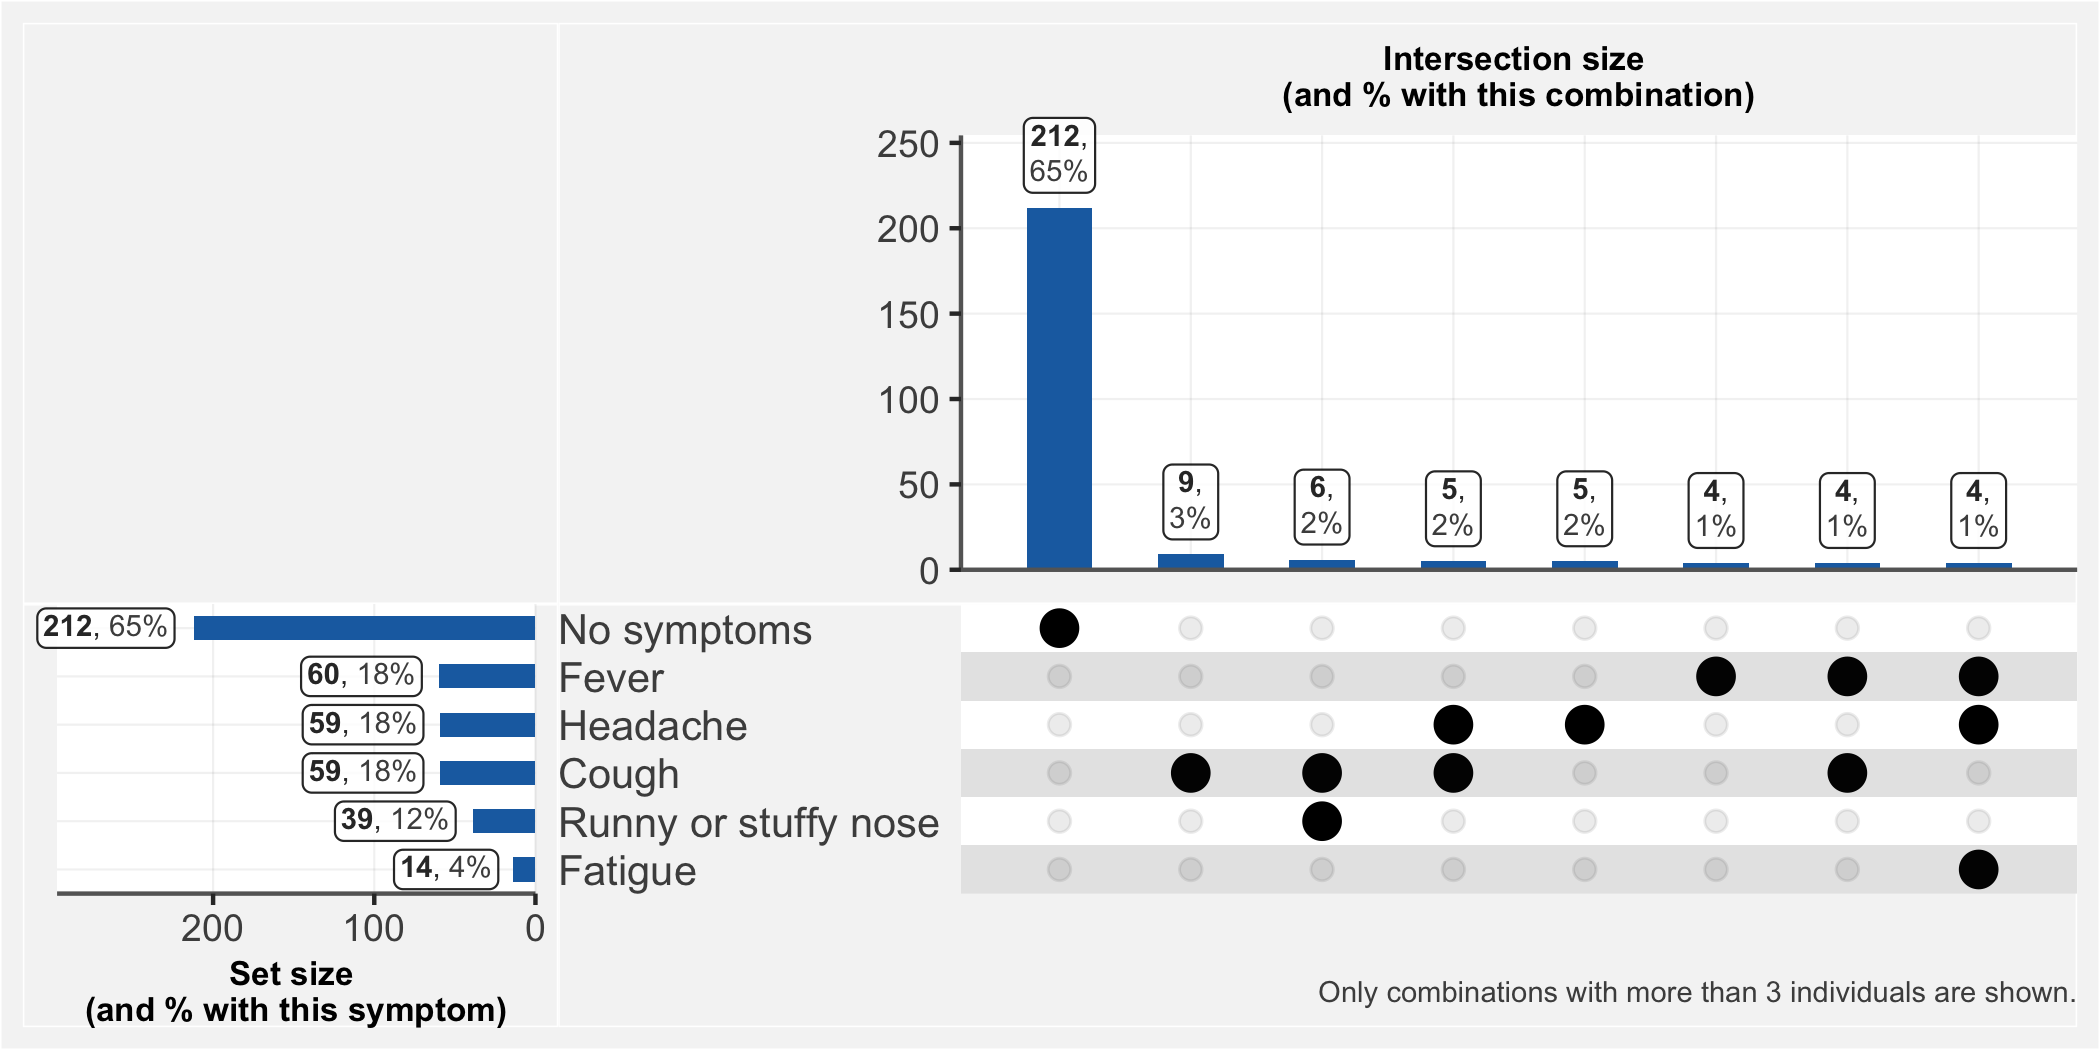 Intersection size
(and % with this combination)
250
200
150
100
50
0
212,
65%
9,
3%
6,
2%
5,
2%
5,
2%
4,
1%
4,
1%
4,
1%
212, 65%
No symptoms
60, 18%
Fever
59, 18%
Headache
59, 18%
Cough
39, 12%
Runny or stuffy nose
14, 4%
Fatigue
200 100 0
Set size
(and % with this symptom)
Only combinations with more than 3 individuals are shown.